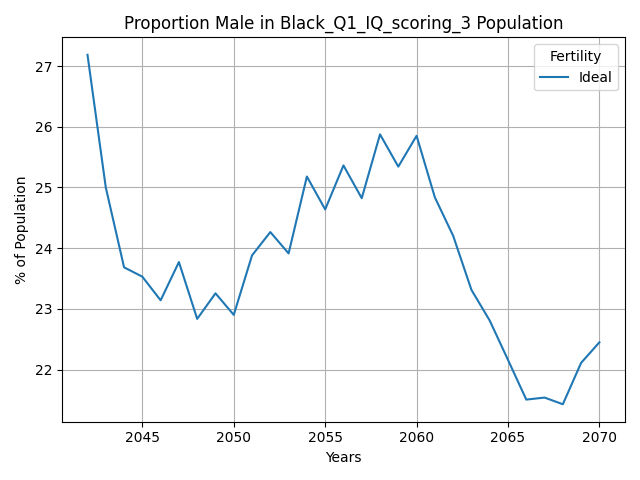 Proportion Male in Black_Q1_IQ_scoring_3 Population
27
26
25
24
23
22
% of Population
Fertility
Ideal
2045 2050 2055 2060 2065 2070
Years